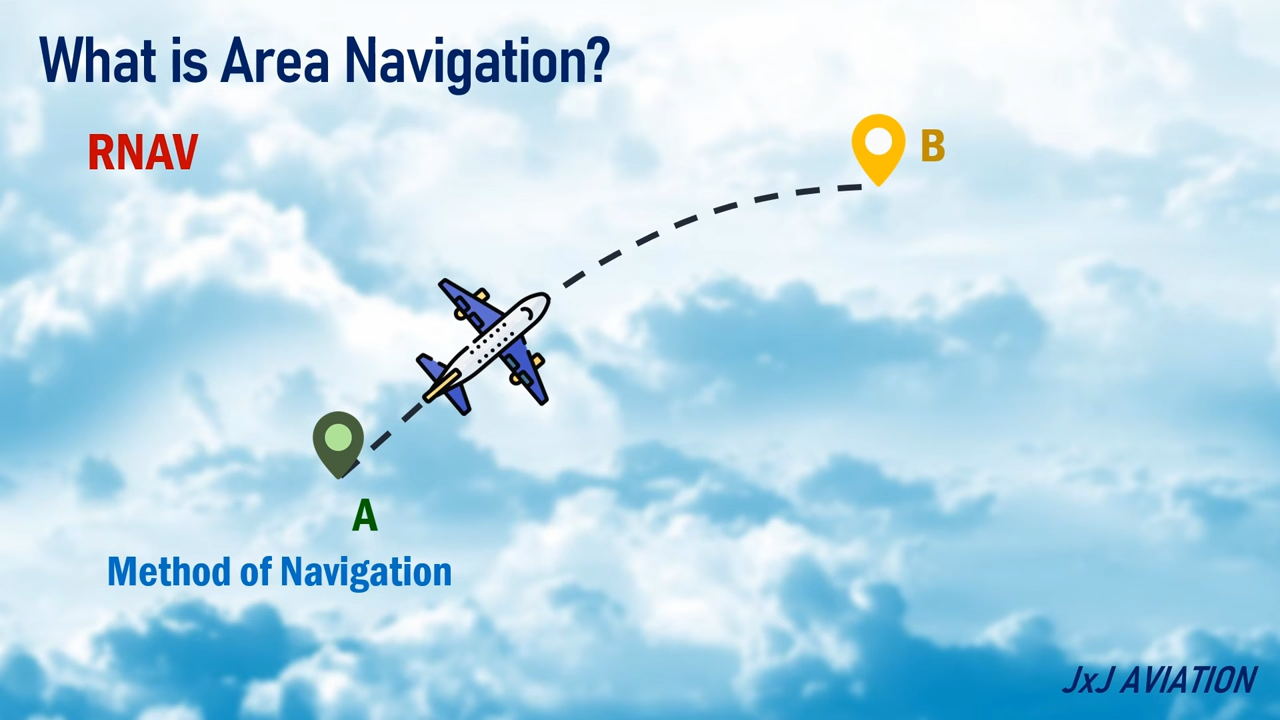 What is Area Navigation?
RNAV
B
A
Method of Navigation
JxJ AVIATION